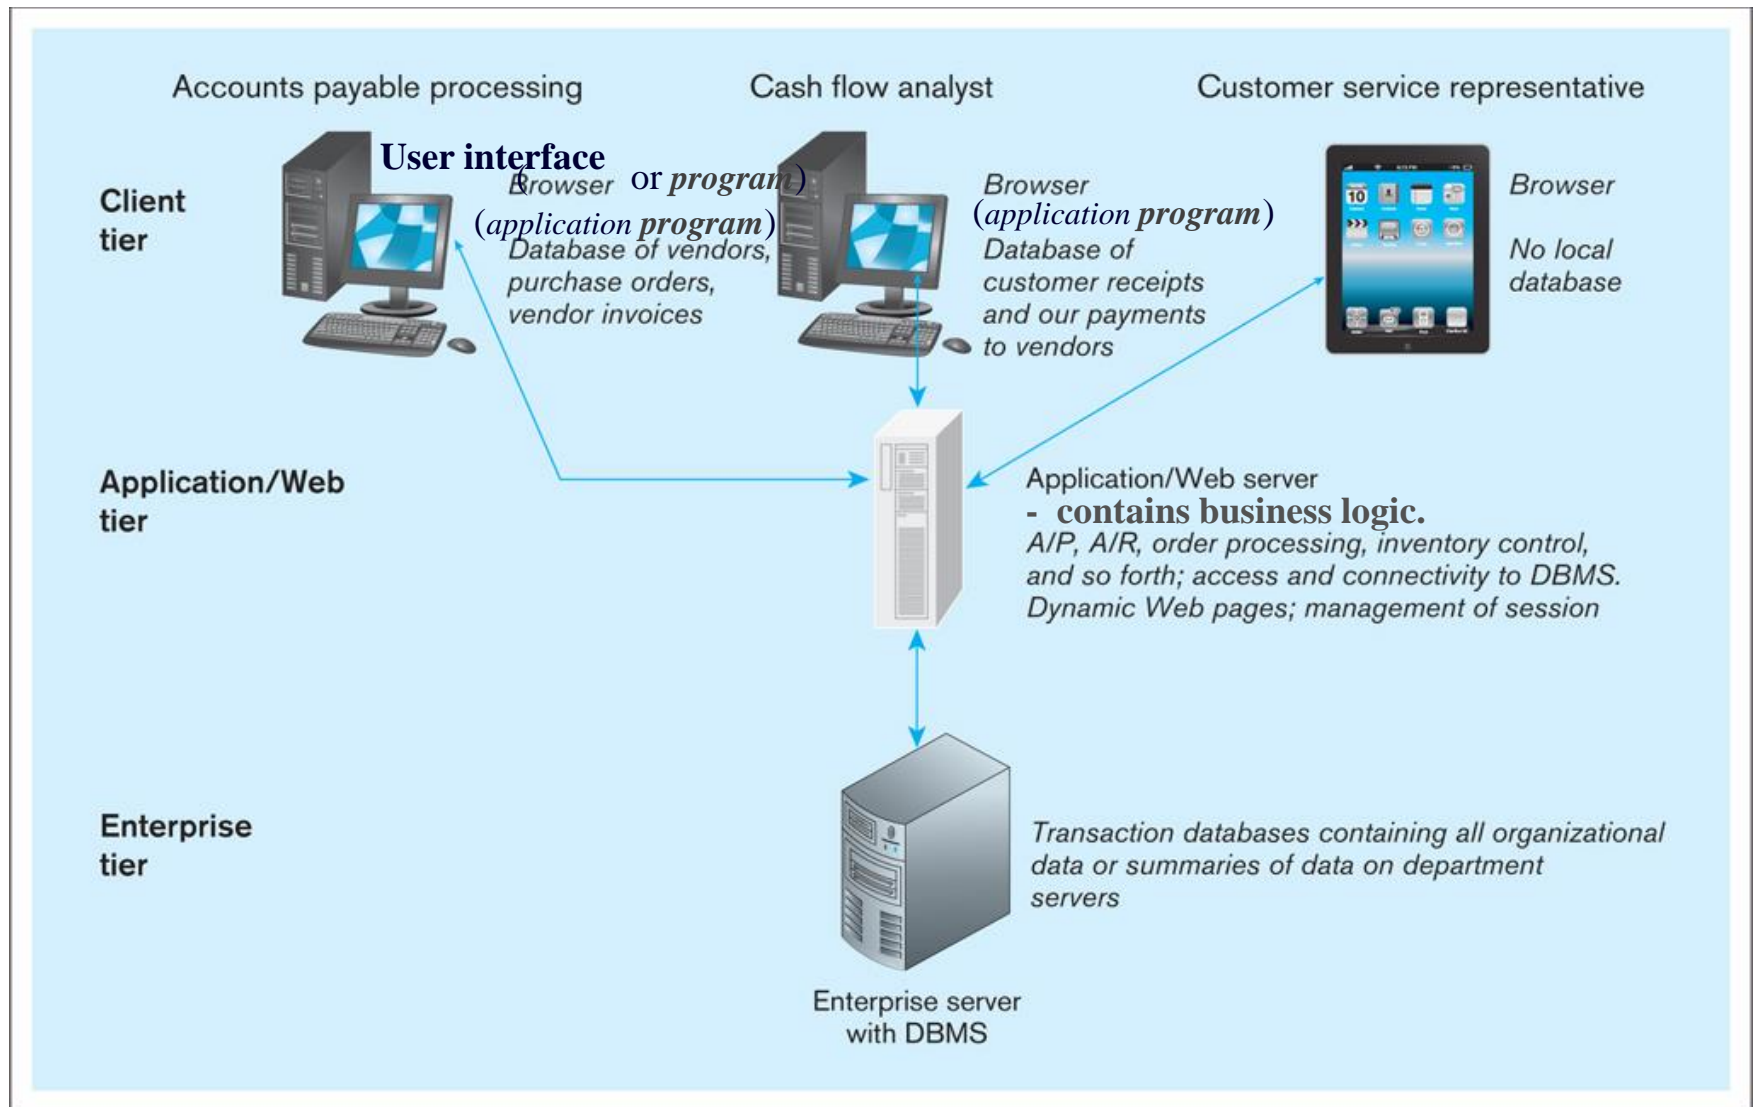 Accounts payable processing
Cash flow analyst
Customer service representative
Client
tier
User interface
(Browser or program)
(application program)
Database of vendors,
purchase orders,
vendor invoices
Browser
(application program)
Database of
customer receipts
and our payments
to vendors
10
Browser
No local
database
Application/Web
tier
Application/Web server
- contains business logic.
A/P, A/R, order processing, inventory control,
and so forth; access and connectivity to DBMS.
Dynamic Web pages; management of session
Enterprise
tier
Transaction databases containing all organizational
data or summaries of data on department
servers
Enterprise server
with DBMS